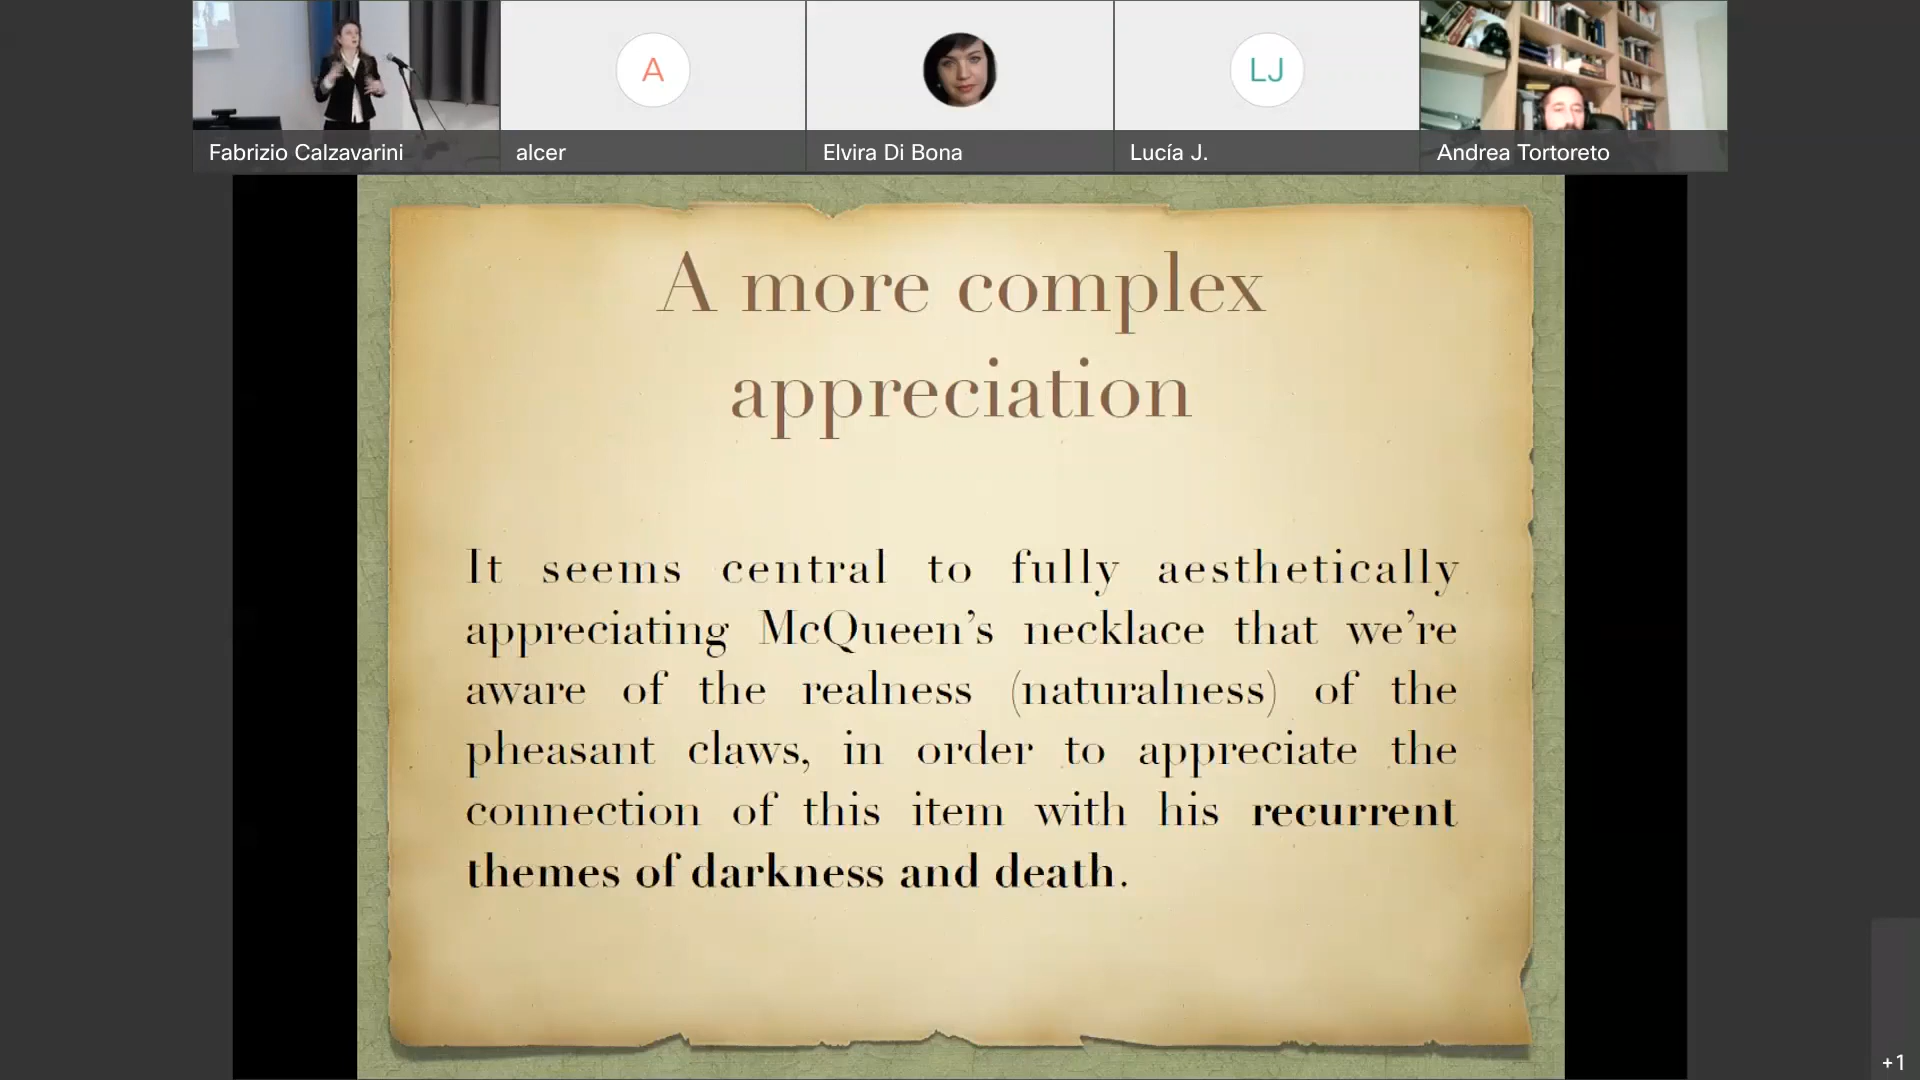 A
LJ
Fabrizio Calzavarini
alcer
Elvira Di Bona
Lucía J.
Andrea Tortoreto
A more complex
appreciation
It seems central to fully aesthetically
appreciating McQueen’s necklace that we’re
aware of the realness (naturalness) of the
pheasant claws, in order to appreciate the
connection of this item with his recurrent
themes of darkness and death.
+1